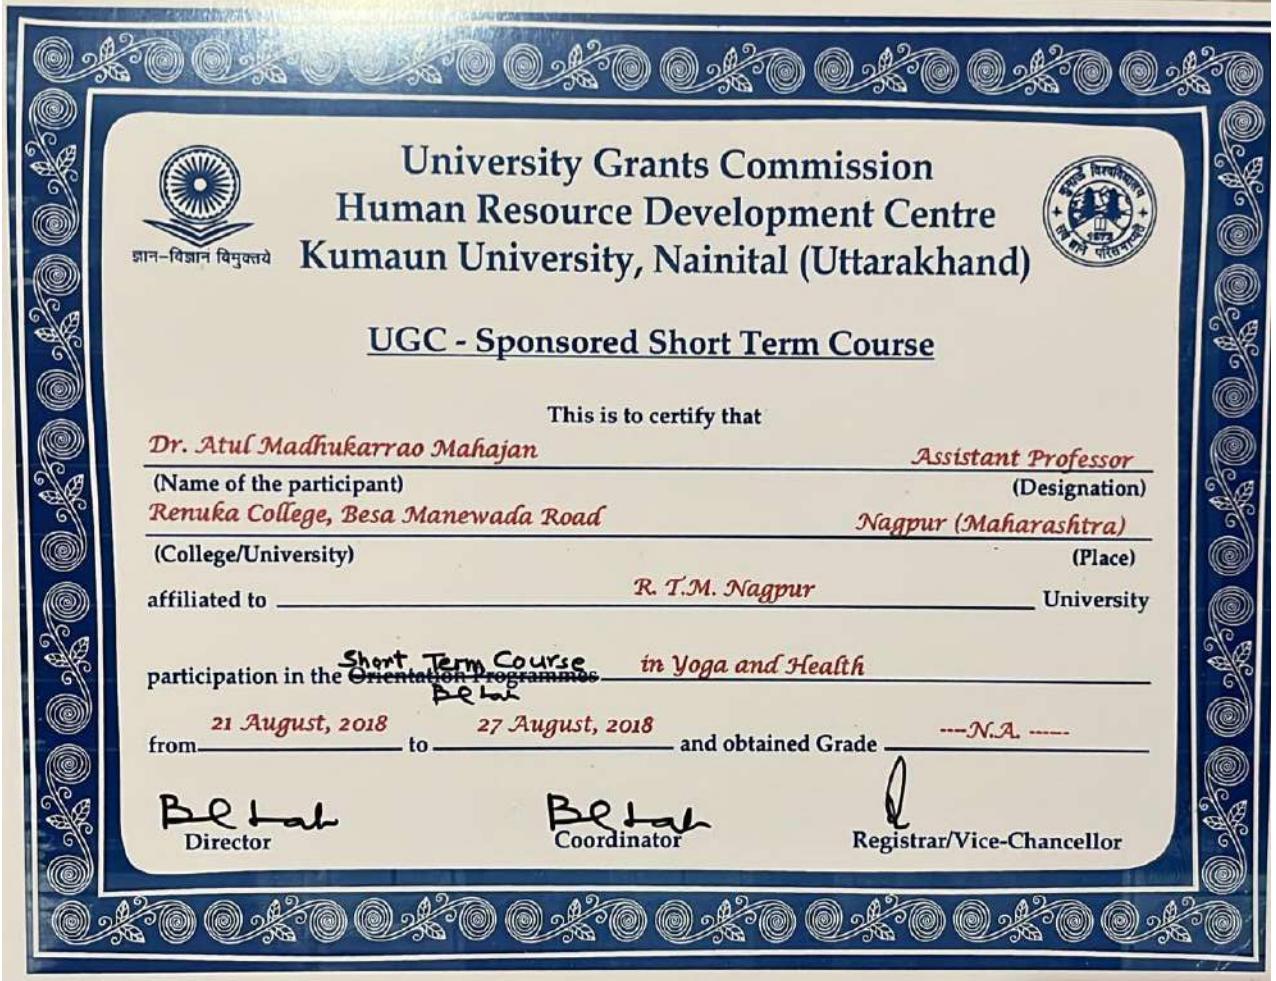 University Grants Commission
Human Resource Development Centre
Kumaun University, Nainital (Uttarakhand)
ज्ञान-विज्ञान विमुक्तये
UGC - Sponsored Short Term Course
This is to certify that
Dr. Atul Madhukarrao Mahajan Assistant Professor
(Name of the participant) (Designation)
Renuka College, Besa Manewada Road Nagpur (Maharashtra)
(College/University) (Place)
affiliated to R. T.M. Nagpur University
Short Term Course
participation in the Orientation Programmes in Yoga and Health
21 August, 2018 27 August, 2018 ----N.A. ------
from to and obtained Grade
Director Coordinator Registrar/Vice-Chancellor